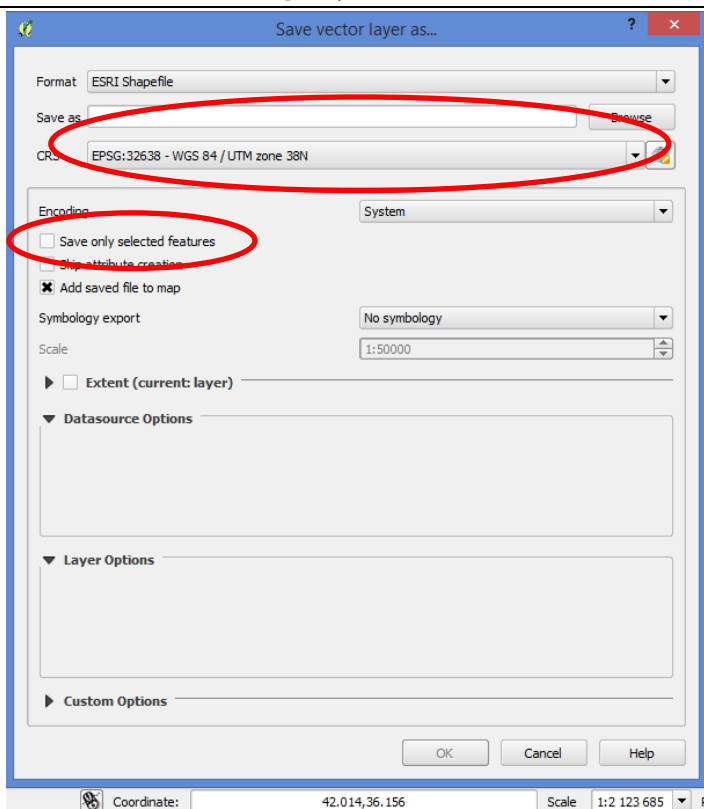 Save vector layer as...
Format ESRI Shapefile
Save as Browse
CRS EPSG:32638 - WGS 84 / UTM zone 38N
Encoding System
Save only selected features
Skip attribute creation
Add saved file to map
Symbology export No symbology
Scale 1:50000
Extent (current: layer)
Datasource Options
Layer Options
Custom Options
OK Cancel Help
Coordinate: 42.014,36.156 Scale 1:2 123 685